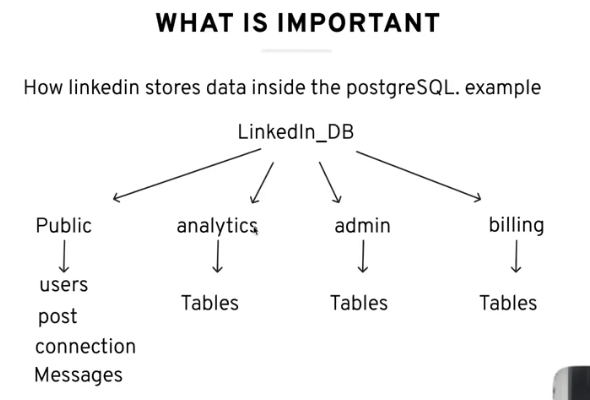 WHAT IS IMPORTANT
How linkedin stores data inside the postgreSQL. example
LinkedIn_DB
Public analytics admin billing
users
Tables Tables Tables
post
connection
Messages